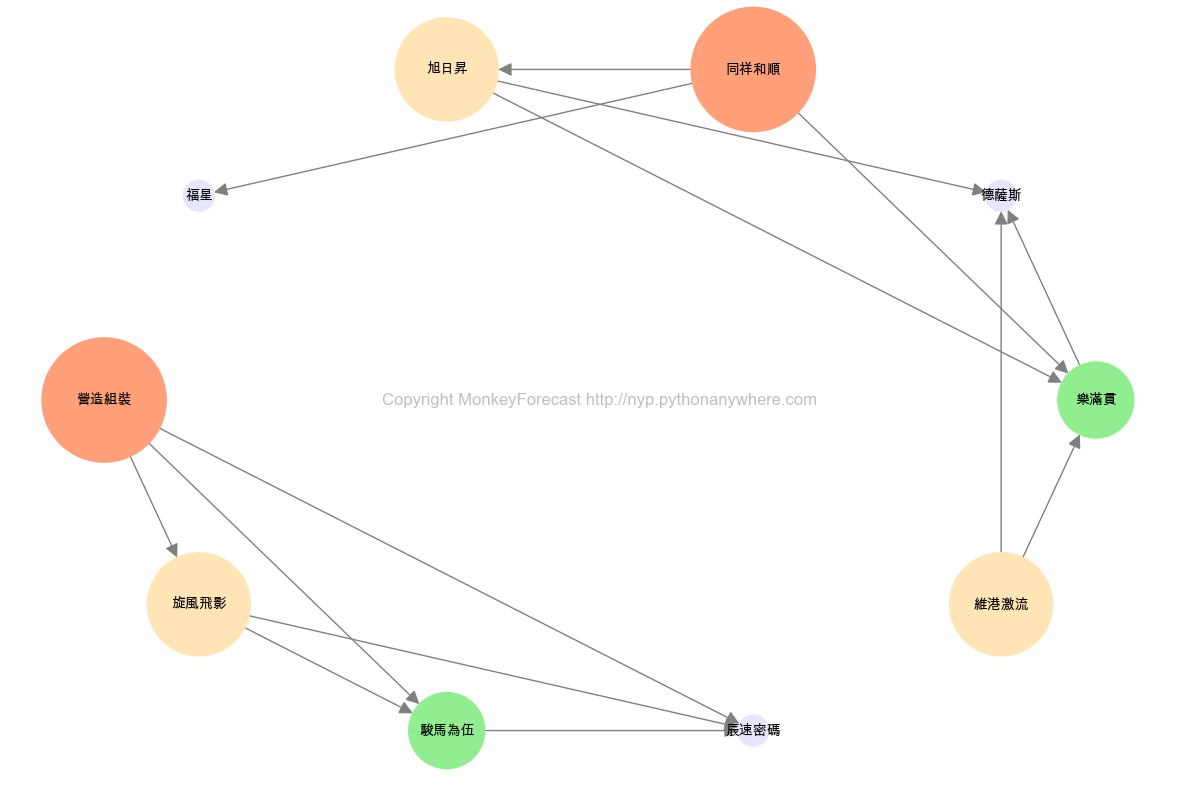 旭日昇
同祥和順
福星
德薩斯
營造組裝
Copyright MonkeyForecast http://nyp.pythonanywhere.com
樂滿貫
旋風飛影
維港激流
駿馬為伍
辰速密碼